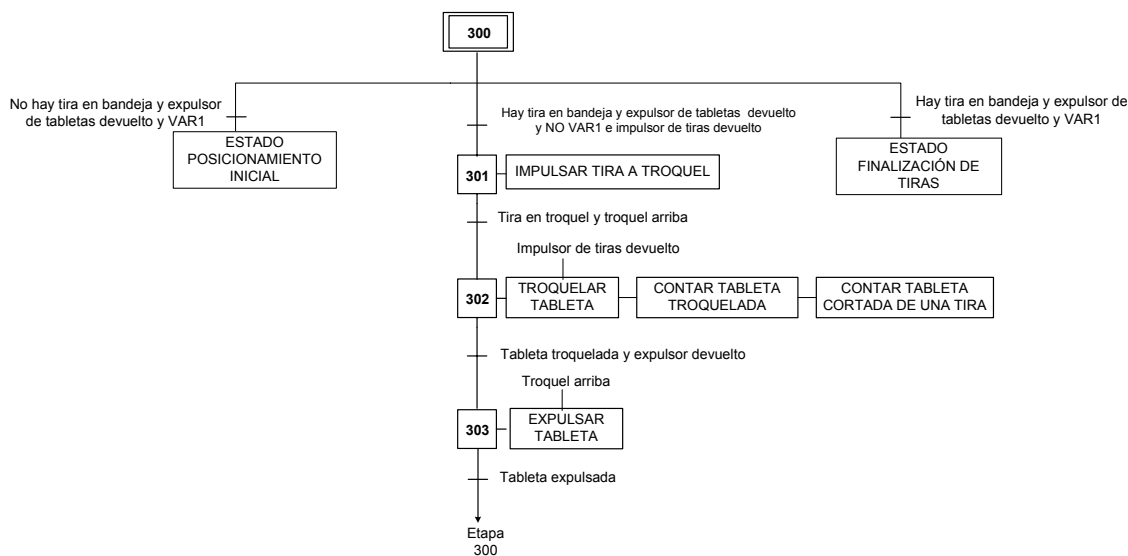 300
No hay tira en bandeja y expulsor
de tabletas devuelto y VAR1
ESTADO
POSICIONAMIENTO
INICIAL
Hay tira en bandeja y expulsor de tabletas devuelto
y NO VAR1 e impulsor de tiras devuelto
Hay tira en bandeja y expulsor de
tabletas devuelto y VAR1
ESTADO
FINALIZACIÓN DE
TIRAS
301
IMPULSAR TIRA A TROQUEL
Tira en troquel y troquel arriba
Impulsor de tiras devuelto
302
TROQUELAR
TABLETA
CONTAR TABLETA
TROQUELADA
CONTAR TABLETA
CORTADA DE UNA TIRA
Tableta troquelada y expulsor devuelto
Troquel arriba
303
EXPULSAR
TABLETA
Tableta expulsada
Etapa
300